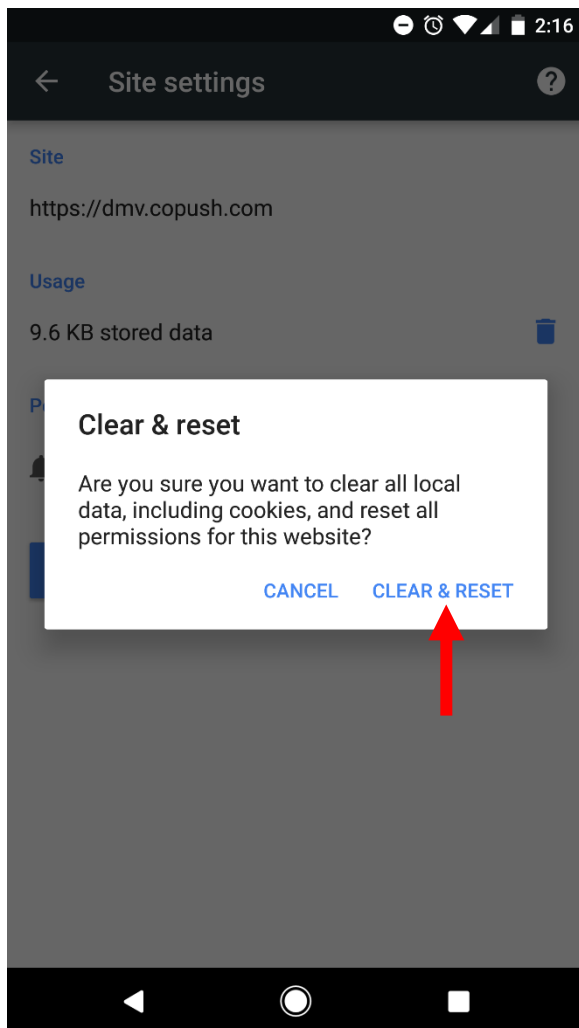 2:16
Site settings
Site
https://dmv.copush.com
Usage
9.6 KB stored data
Clear & reset
Are you sure you want to clear all local
data, including cookies, and reset all
permissions for this website?
CANCEL CLEAR & RESET